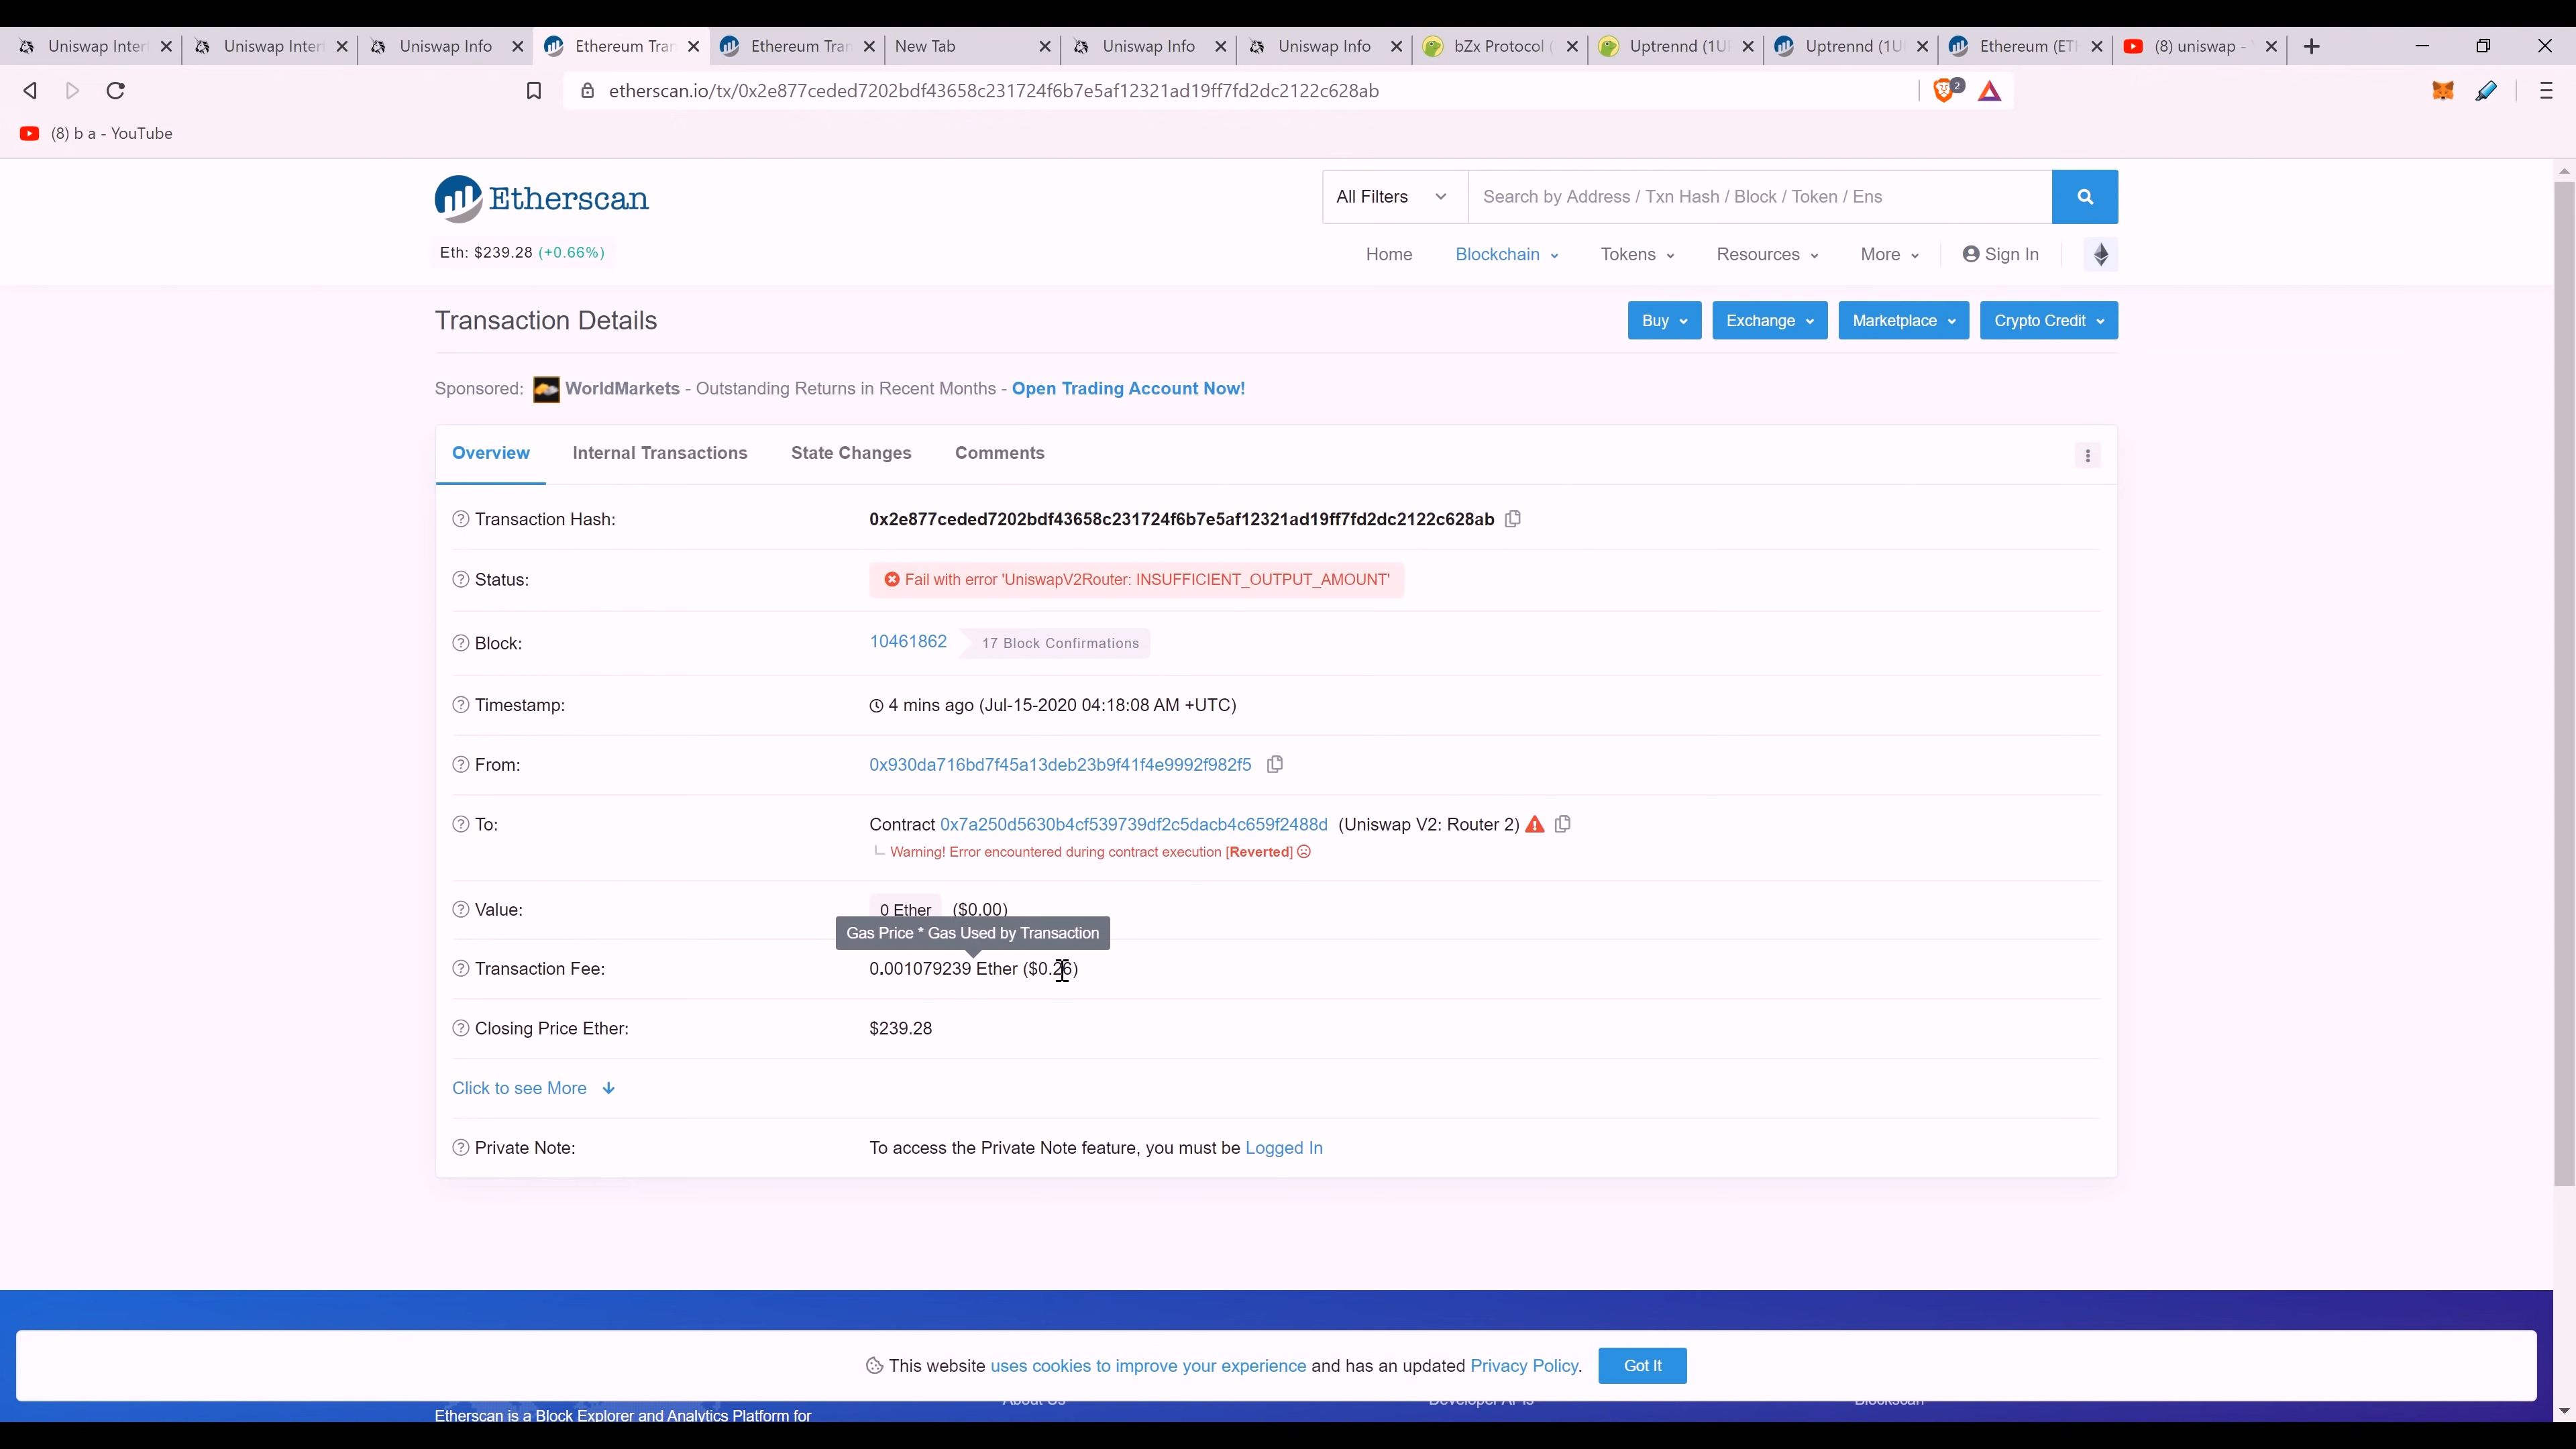 Uniswap Inter
Uniswap Inter
Uniswap Info
Ethereum Tran
Ethereum Tra
New Tab
Uniswap Info
Uniswap Info
bZx Protocol (
Uptrennd (1U
Uptrennd (1U
Ethereum (ET
(8) uniswap -
etherscan.io/tx/0x2e877ceded7202bdf43658c231724f6b7e5af12321ad19ff7fd2dc2122c628ab
2
(8) b a - YouTube
Etherscan
All Filters
Search by Address / Txn Hash / Block / Token / Ens
Eth: $239.28 (+0.66%)
Home
Blockchain
Tokens
Resources
More
Sign In
Transaction Details
Buy
Exchange
Marketplace
Crypto Credit
Sponsored: WorldMarkets - Outstanding Returns in Recent Months - Open Trading Account Now!
Overview
Internal Transactions
State Changes
Comments
Transaction Hash: 0x2e877ceded7202bdf43658c231724f6b7e5af12321ad19ff7fd2dc2122c628ab
Status: Fail with error 'UniswapV2Router: INSUFFICIENT_OUTPUT_AMOUNT'
Block: 10461862 17 Block Confirmations
Timestamp: 4 mins ago (Jul-15-2020 04:18:08 AM +UTC)
From: 0x930da716bd7f45a13deb23b9f41f4e9992f982f5
To: Contract 0x7a250d5630b4cf539739df2c5dacb4c659f2488d (Uniswap V2: Router 2)
Warning! Error encountered during contract execution [Reverted]
Value: 0 Ether ($0.00)
Gas Price * Gas Used by Transaction
Transaction Fee: 0.001079239 Ether ($0.26)
Closing Price Ether: $239.28
Click to see More
Private Note: To access the Private Note feature, you must be Logged In
This website uses cookies to improve your experience and has an updated Privacy Policy.
Got It
Etherscan is a Block Explorer and Analytics Platform for
About Us
Developer APIs
Blockscan